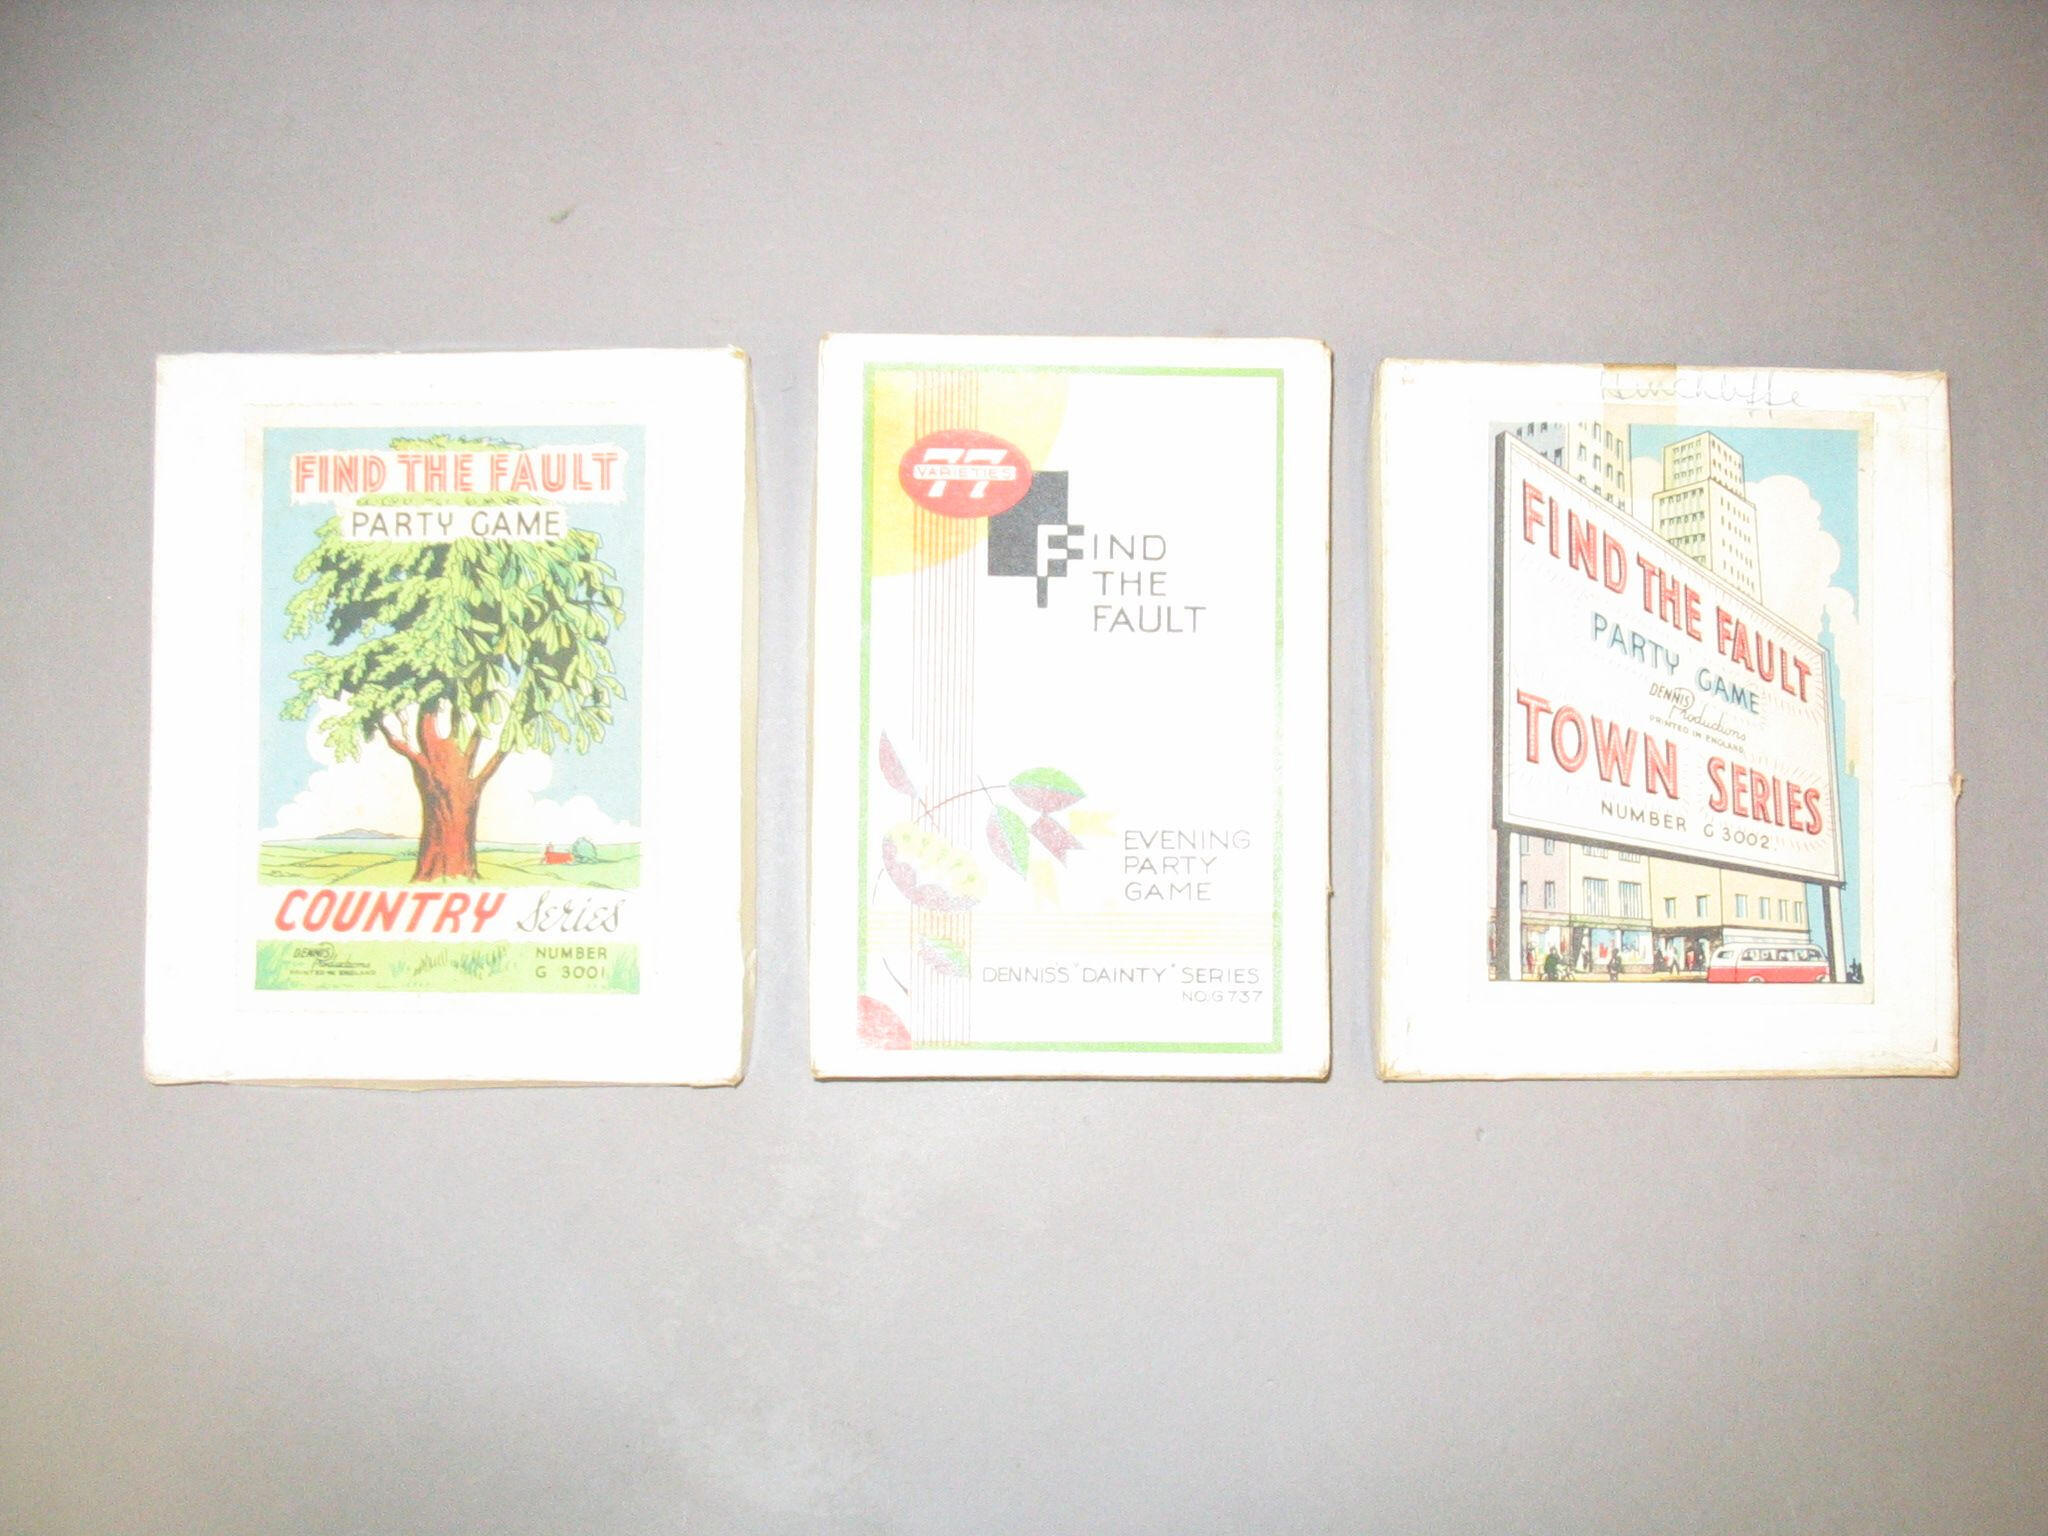 FIND THE FAULT
PARTY GAME
COUNTRY Series
DENNIS
Productions
PRINTED IN ENGLAND
NUMBER
G 3001
77
VARIETIES
FIND
THE
FAULT
EVENING
PARTY
GAME
DENNIS'S "DAINTY" SERIES
NO. G 737
Hinchliffe
FIND THE FAULT
PARTY GAME
DENNIS
Productions
PRINTED IN ENGLAND
TOWN SERIES
NUMBER G 3002